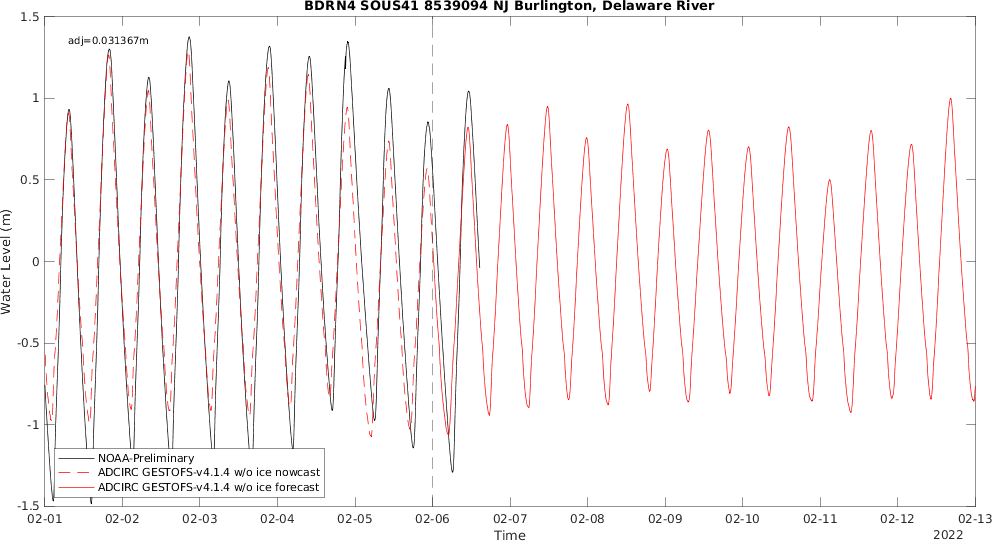 BDRN4 SOUS41 8539094 NJ Burlington, Delaware River
adj=0.031367m
1.5
1
0.5
0
-0.5
-1
-1.5
Water Level (m)
NOAA-Preliminary
ADCIRC GESTOFS-v4.1.4 w/o ice nowcast
ADCIRC GESTOFS-v4.1.4 w/o ice forecast
02-01 02-02 02-03 02-04 02-05 02-06 02-07 02-08 02-09 02-10 02-11 02-12 02-13
Time
2022